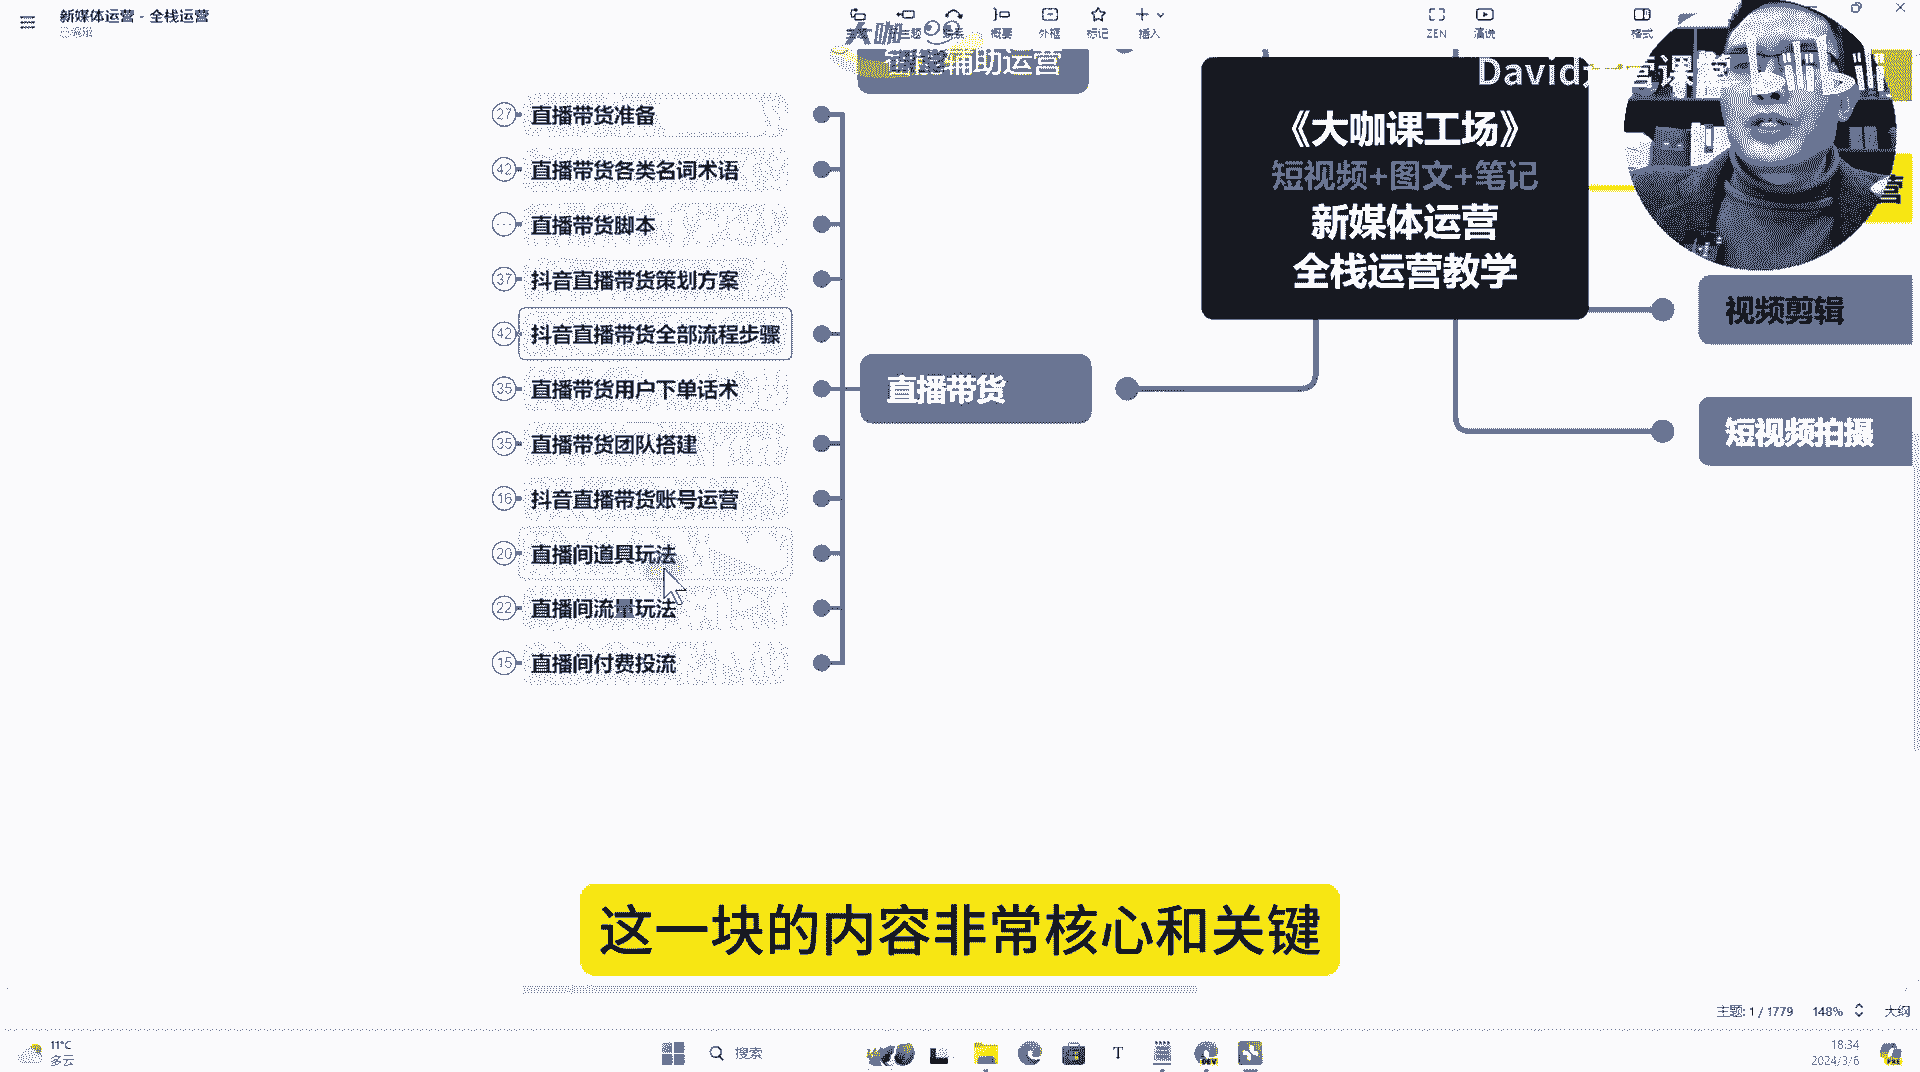 新媒体运营 - 全栈运营
已编辑
概要
外框
标记
插入
ZEN
演说
格式
大咖
辅助运营
David
营课堂
bilibili
27
直播带货准备
42
直播带货各类名词术语
直播带货脚本
37
抖音直播带货策划方案
42
抖音直播带货全部流程步骤
35
直播带货用户下单话术
35
直播带货团队搭建
16
抖音直播带货账号运营
20
直播间道具玩法
22
直播间流量玩法
15
直播间付费投流
直播带货
《大咖课工场》
短视频+图文+笔记
新媒体运营
全栈运营教学
营
视频剪辑
短视频拍摄
这一块的内容非常核心和关键
主题: 1 / 1779
148%
大纲
11°C
多云
搜索
T
DEV
18:34
2024/3/6